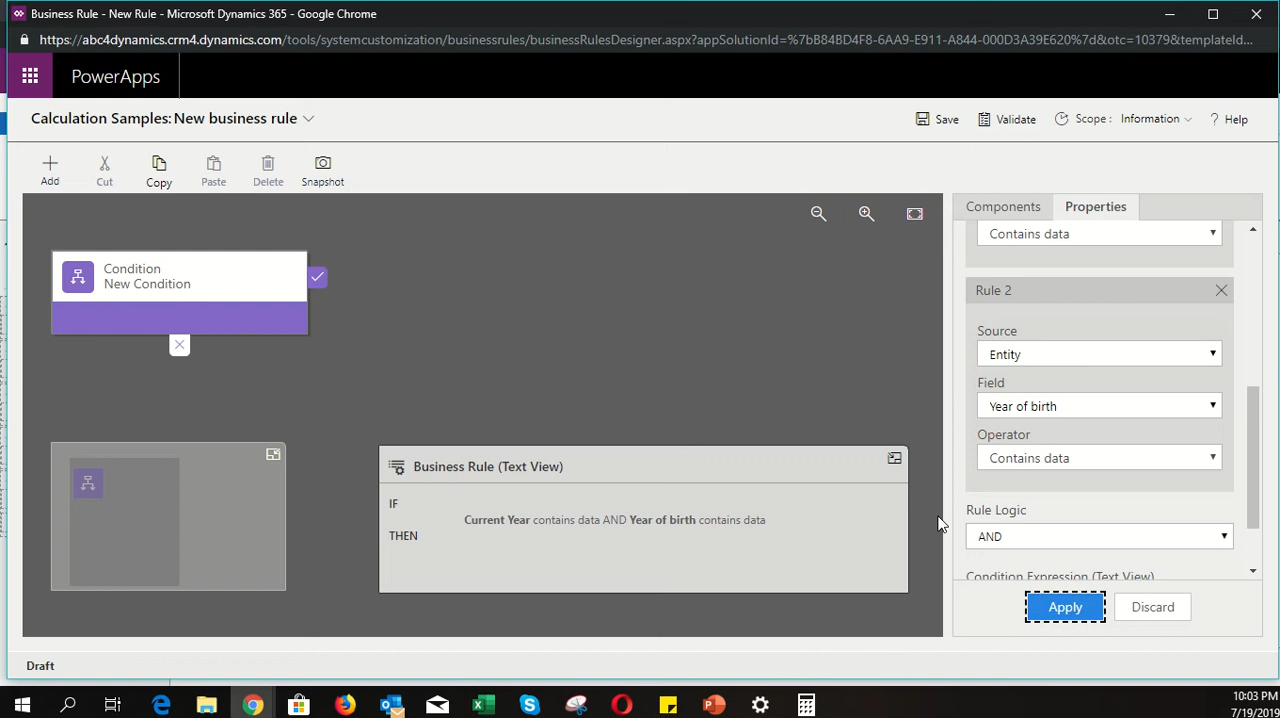 Business Rule - New Rule - Microsoft Dynamics 365 - Google Chrome
https://abc4dynamics.crm4.dynamics.com/tools/systemcustomization/businessrules/businessRulesDesigner.aspx?appSolutionId=%7bB84BD4F8-6AA9-E911-A844-000D3A39E620%7d&otc=10379&templateId...
PowerApps
Calculation Samples: New business rule
Save
Validate
Scope : Information
? Help
Add
Cut
Copy
Paste
Delete
Snapshot
Components
Properties
Condition
New Condition
Contains data
Rule 2
Source
Entity
Field
Year of birth
Operator
Contains data
Rule Logic
AND
Condition Expression (Text View)
Apply
Discard
Business Rule (Text View)
IF
Current Year contains data AND Year of birth contains data
THEN
Draft
10:03 PM
7/19/2019